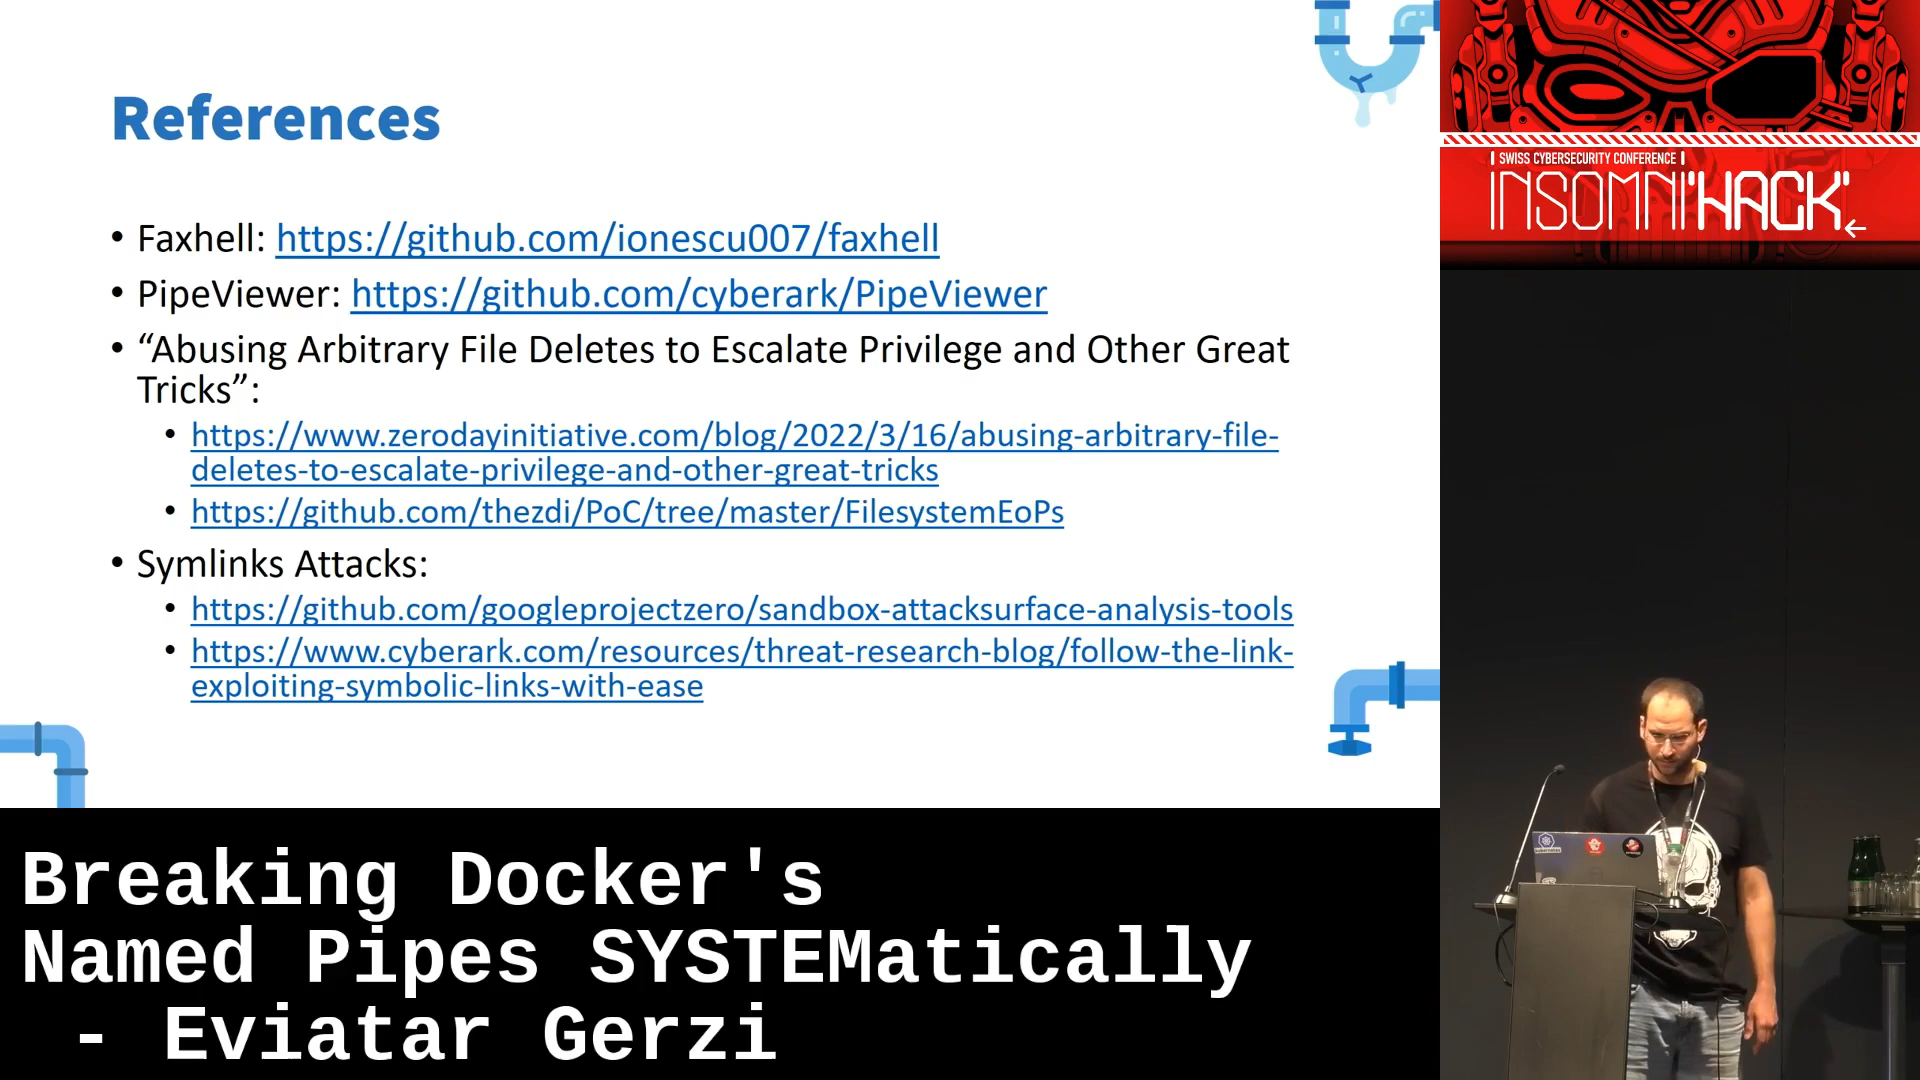 References
• Faxhell: https://github.com/ionescu007/faxhell
• PipeViewer: https://github.com/cyberark/PipeViewer
• “Abusing Arbitrary File Deletes to Escalate Privilege and Other Great
Tricks”:
• https://www.zerodayinitiative.com/blog/2022/3/16/abusing-arbitrary-file-
deletes-to-escalate-privilege-and-other-great-tricks
• https://github.com/thezdi/PoC/tree/master/FilesystemEoPs
• Symlinks Attacks:
• https://github.com/googleprojectzero/sandbox-attacksurface-analysis-tools
• https://www.cyberark.com/resources/threat-research-blog/follow-the-link-
exploiting-symbolic-links-with-ease
SWISS CYBERSECURITY CONFERENCE
INSOMNI'HACK
Breaking Docker's
Named Pipes SYSTEMatically
- Eviatar Gerzi